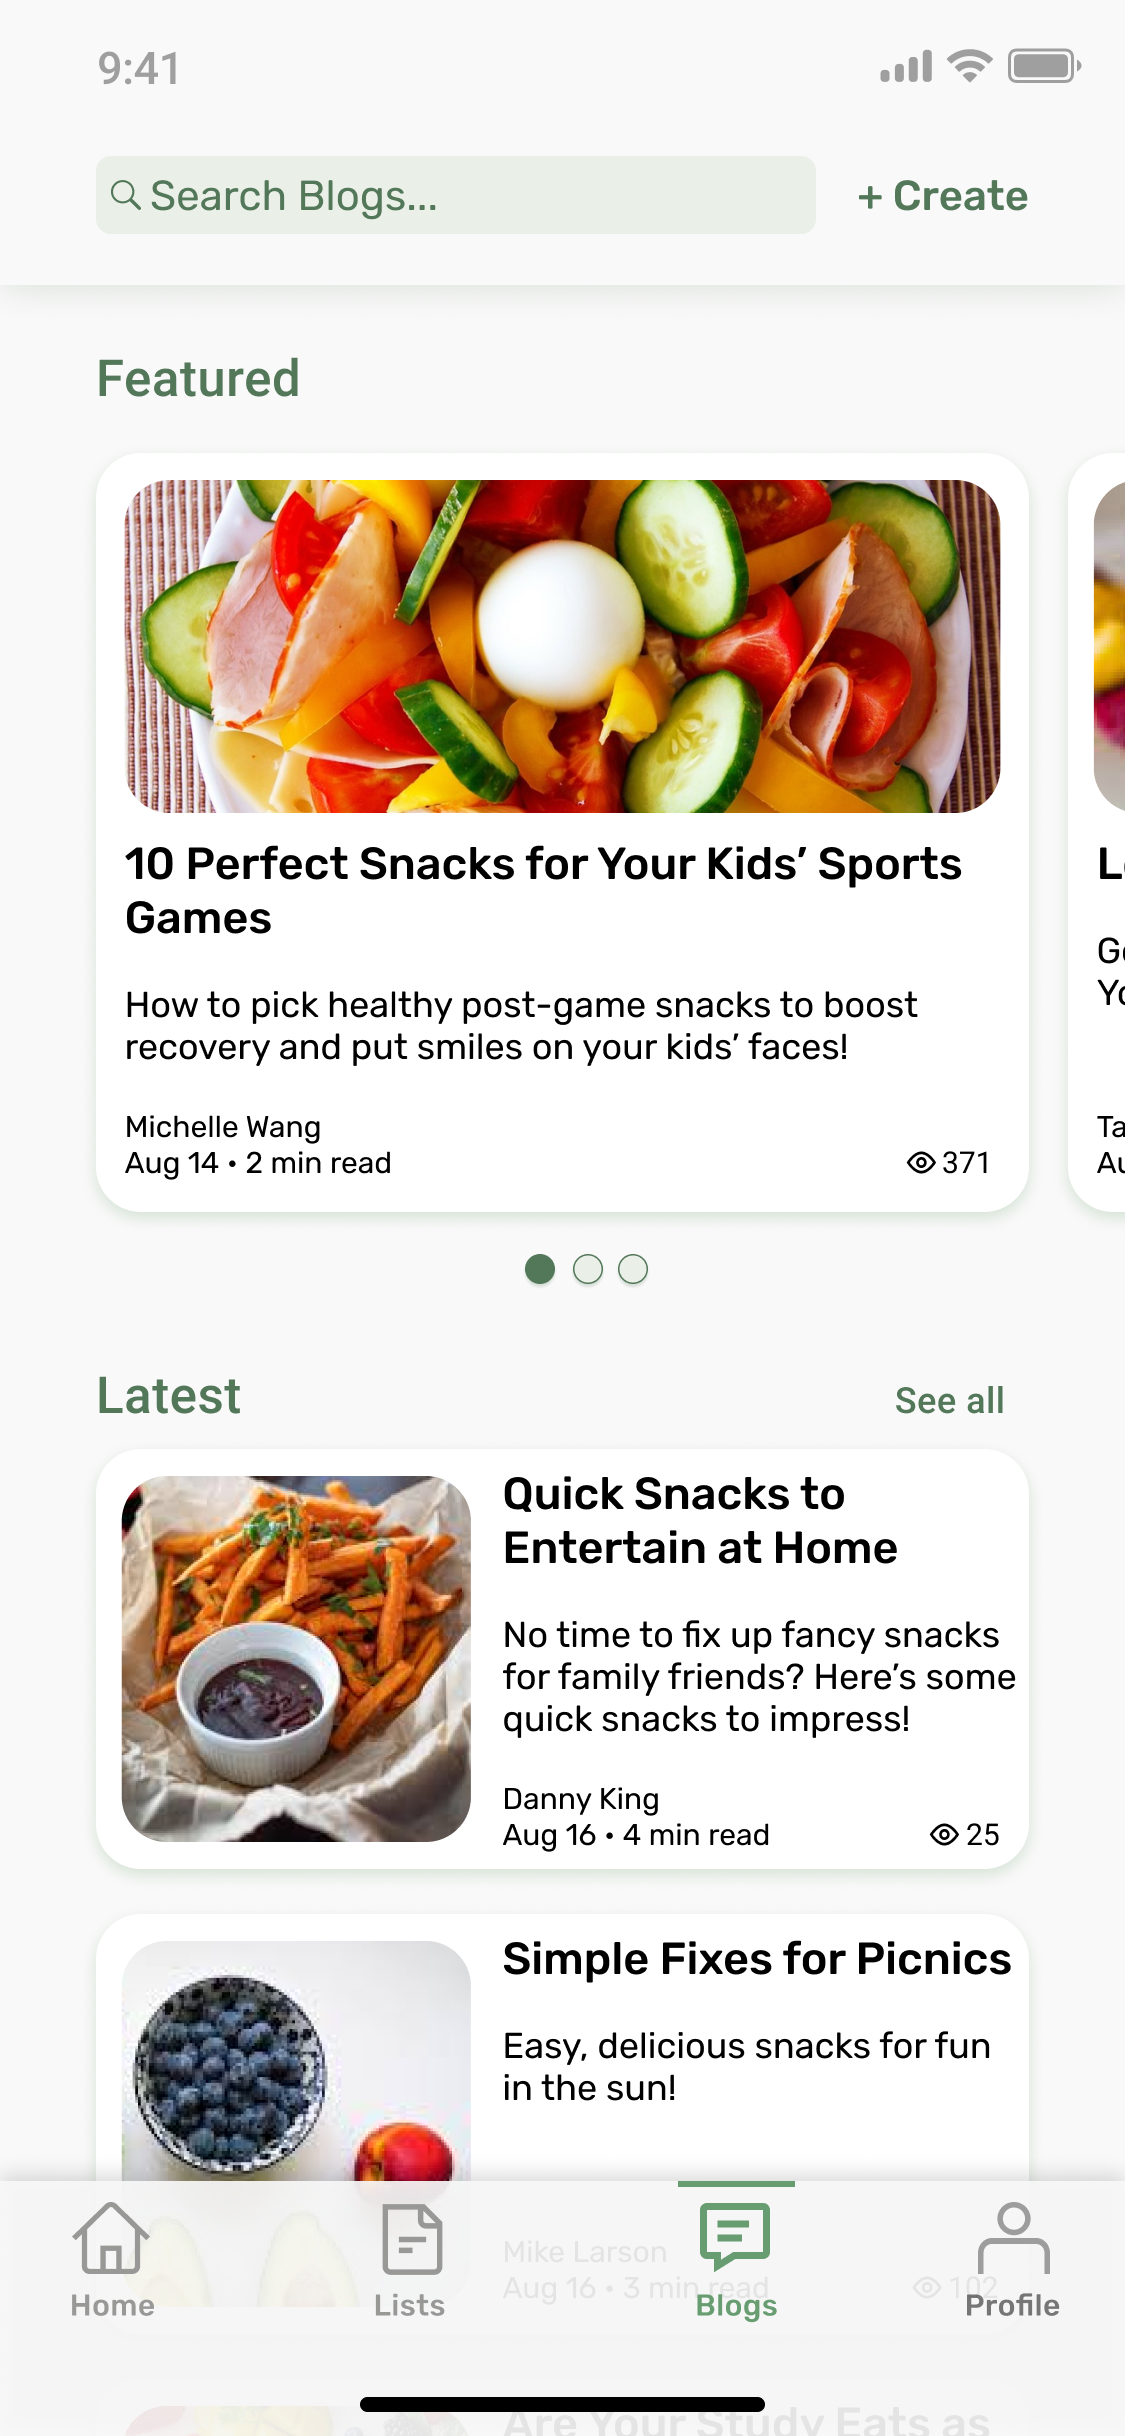 9:41
Search Blogs...
+ Create
Featured
10 Perfect Snacks for Your Kids’ Sports
Games
How to pick healthy post-game snacks to boost
recovery and put smiles on your kids’ faces!
Michelle Wang
Aug 14 • 2 min read
371
Latest
See all
Quick Snacks to
Entertain at Home
No time to fix up fancy snacks
for family friends? Here’s some
quick snacks to impress!
Danny King
Aug 16 • 4 min read
25
Simple Fixes for Picnics
Easy, delicious snacks for fun
in the sun!
Mike Larson
Aug 16 • 3 min read
102
Home
Lists
Blogs
Profile
Are Your Study Eats as